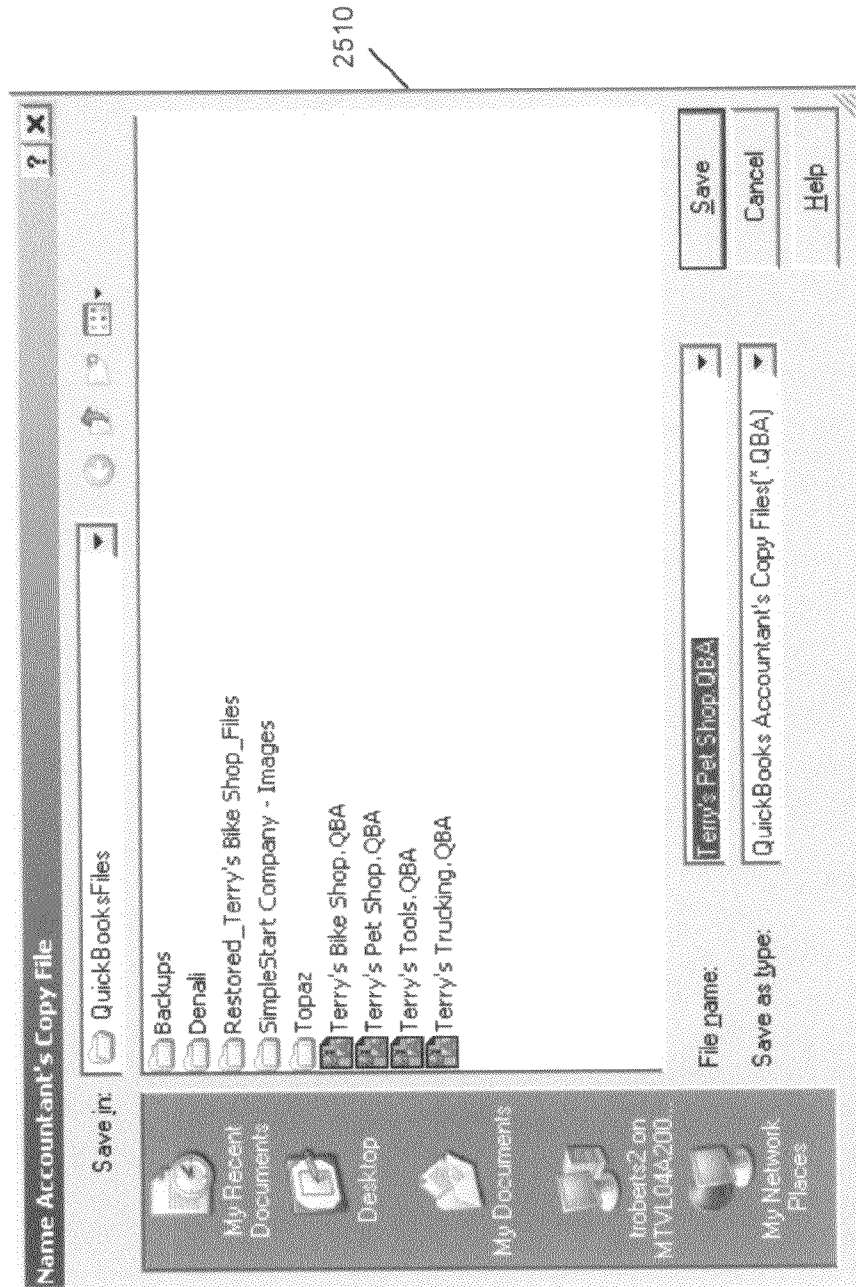 Name Accountant's Copy File
? X
Save in:
QuickBooksFiles
My Recent
Documents
Desktop
My Documents
troberts2 on
MTVL04A200...
My Network
Places
Backups
Denali
Restored_Terry's Bike Shop_Files
SimpleStart Company - Images
Topaz
Terry's Bike Shop.QBA
Terry's Pet Shop.QBA
Terry's Tools.QBA
Terry's Trucking.QBA
File name:
Terry's Pet Shop.QBA
Save
Save as type:
QuickBooks Accountant's Copy Files(*.QBA)
Cancel
Help
2510